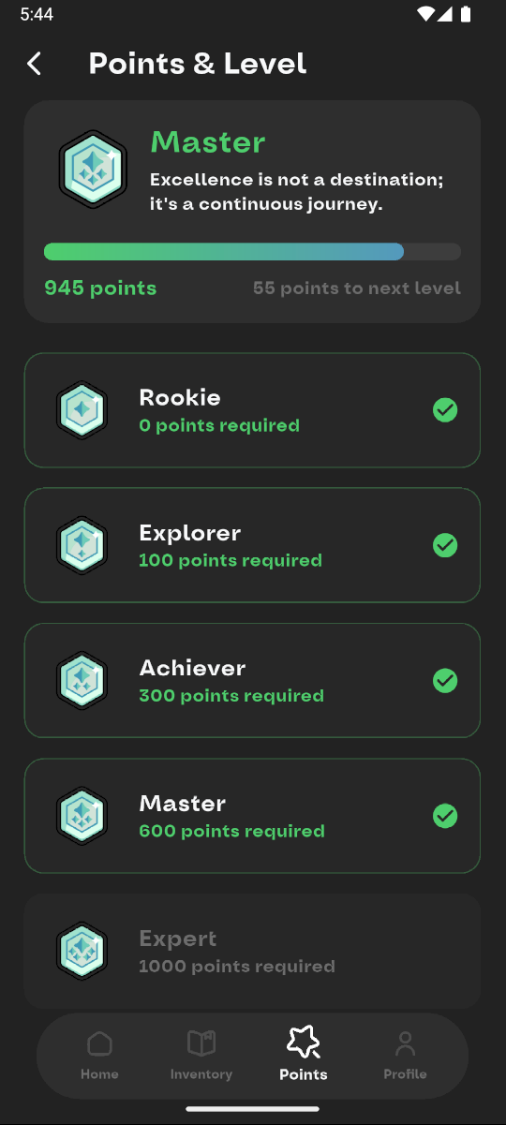 5:44
Points & Level
Master
Excellence is not a destination;
it's a continuous journey.
945 points
55 points to next level
Rookie
0 points required
Explorer
100 points required
Achiever
300 points required
Master
600 points required
Expert
1000 points required
Home
Inventory
Points
Profile